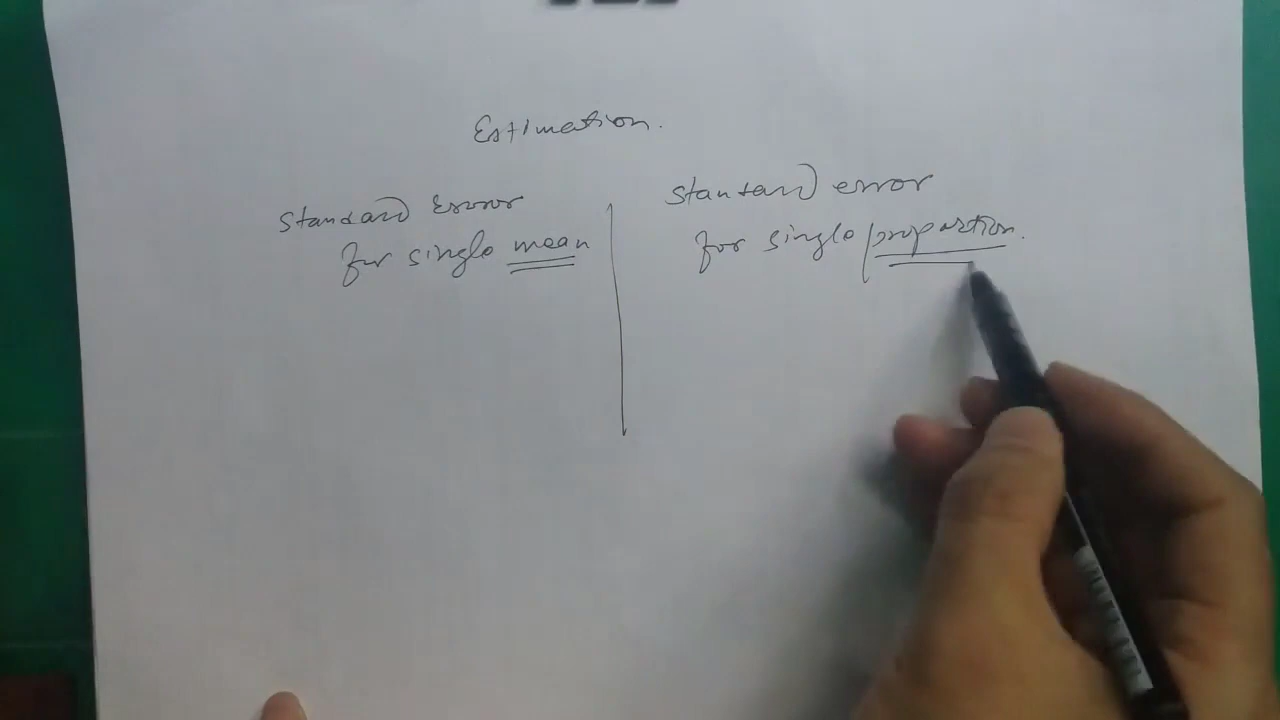 Estimation.
Standard Error
for single mean
Standard error
for single proportion.